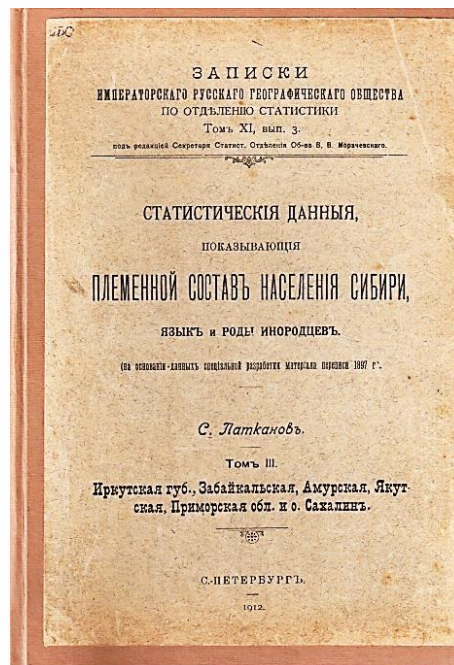 ЗАПИСКИ
ИМПЕРАТОРСКАГО РУССКАГО ГЕОГРАФИЧЕСКАГО ОБЩЕСТВА
ПО ОТДѢЛЕНІЮ СТАТИСТИКИ
Томъ XI, вып. 3.
подъ редакціей Секретаря Статист. Отдѣленія Об-ва В. В. Морачевскаго.
СТАТИСТИЧЕСКІЯ ДАННЫЯ,
ПОКАЗЫВАЮЩІЯ
ПЛЕМЕННОЙ СОСТАВЪ НАСЕЛЕНІЯ СИБИРИ,
ЯЗЫКЪ и РОДЫ ИНОРОДЦЕВЪ.
(на основаніи данныхъ спеціальной разработки матеріала переписи 1897 г.
С. Паткановъ.
Томъ III.
Иркутская губ., Забайкальская, Амурская, Якут-
ская, Приморская обл. и о. Сахалинъ.
С.-ПЕТЕРБУРГЪ.
1912.